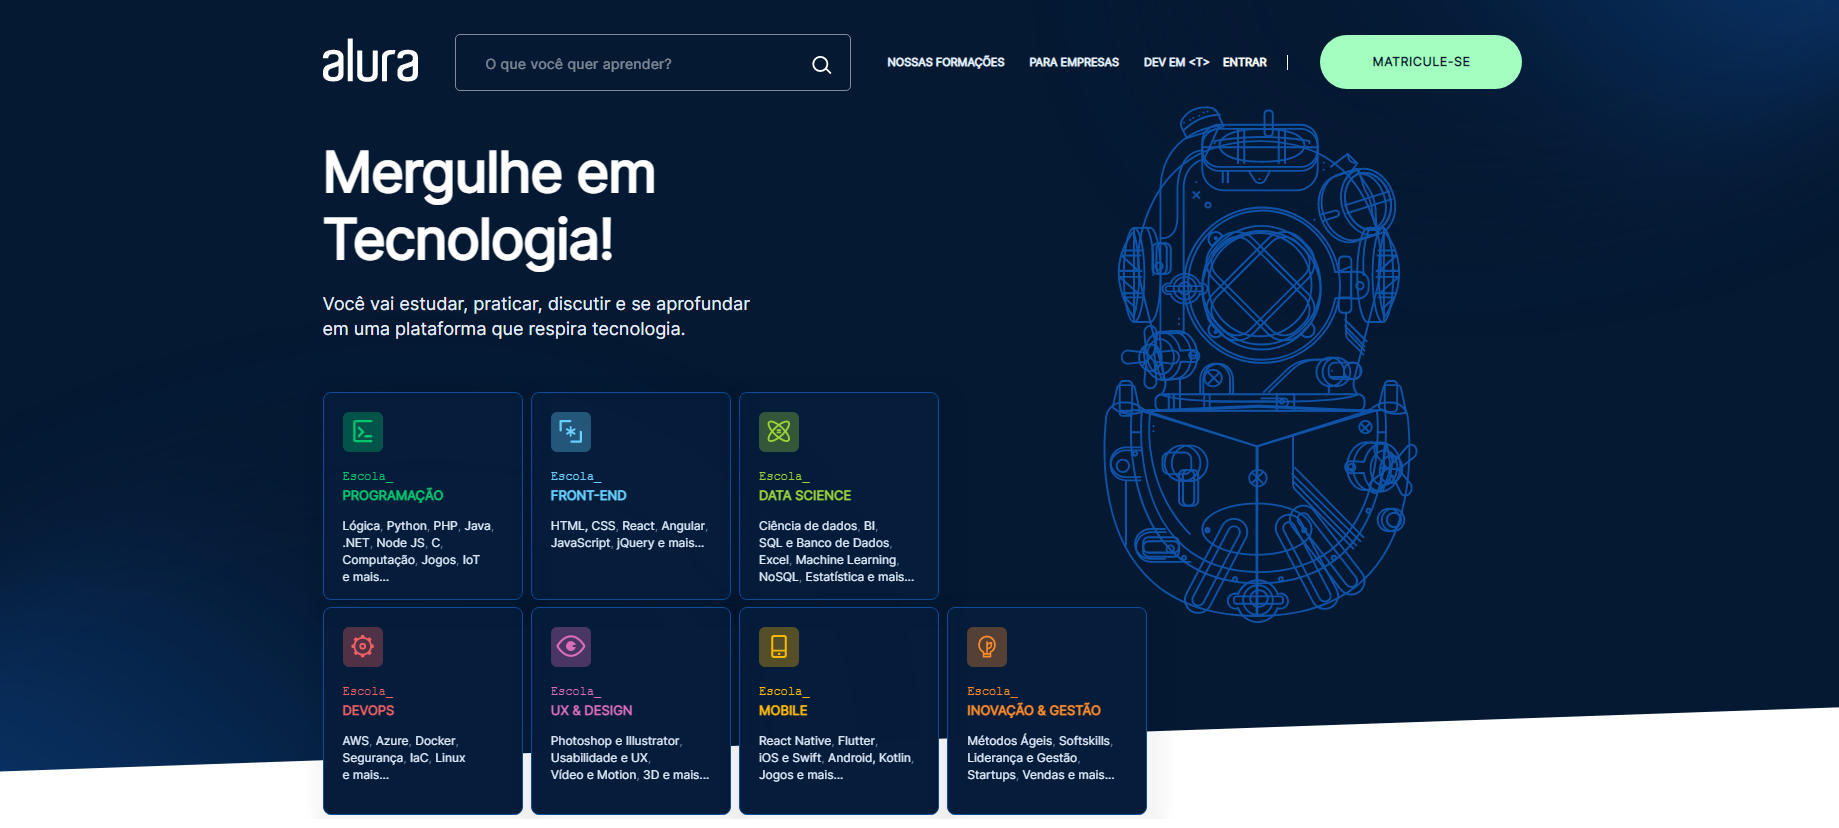 alura
O que você quer aprender?
NOSSAS FORMAÇÕES
PARA EMPRESAS
DEV EM <T>
ENTRAR
MATRICULE-SE
Mergulhe em
Tecnologia!
Você vai estudar, praticar, discutir e se aprofundar
em uma plataforma que respira tecnologia.
Escola_
PROGRAMAÇÃO
Lógica, Python, PHP, Java,
.NET, Node JS, C,
Computação, Jogos, IoT
e mais...
Escola_
FRONT-END
HTML, CSS, React, Angular,
JavaScript, jQuery e mais...
Escola_
DATA SCIENCE
Ciência de dados, BI,
SQL e Banco de Dados,
Excel, Machine Learning,
NoSQL, Estatística e mais...
Escola_
DEVOPS
AWS, Azure, Docker,
Segurança, IaC, Linux
e mais...
Escola_
UX & DESIGN
Photoshop e Illustrator,
Usabilidade e UX,
Vídeo e Motion, 3D e mais...
Escola_
MOBILE
React Native, Flutter,
iOS e Swift, Android, Kotlin,
Jogos e mais...
Escola_
INOVAÇÃO & GESTÃO
Métodos Ágeis, Softskills,
Liderança e Gestão,
Startups, Vendas e mais...